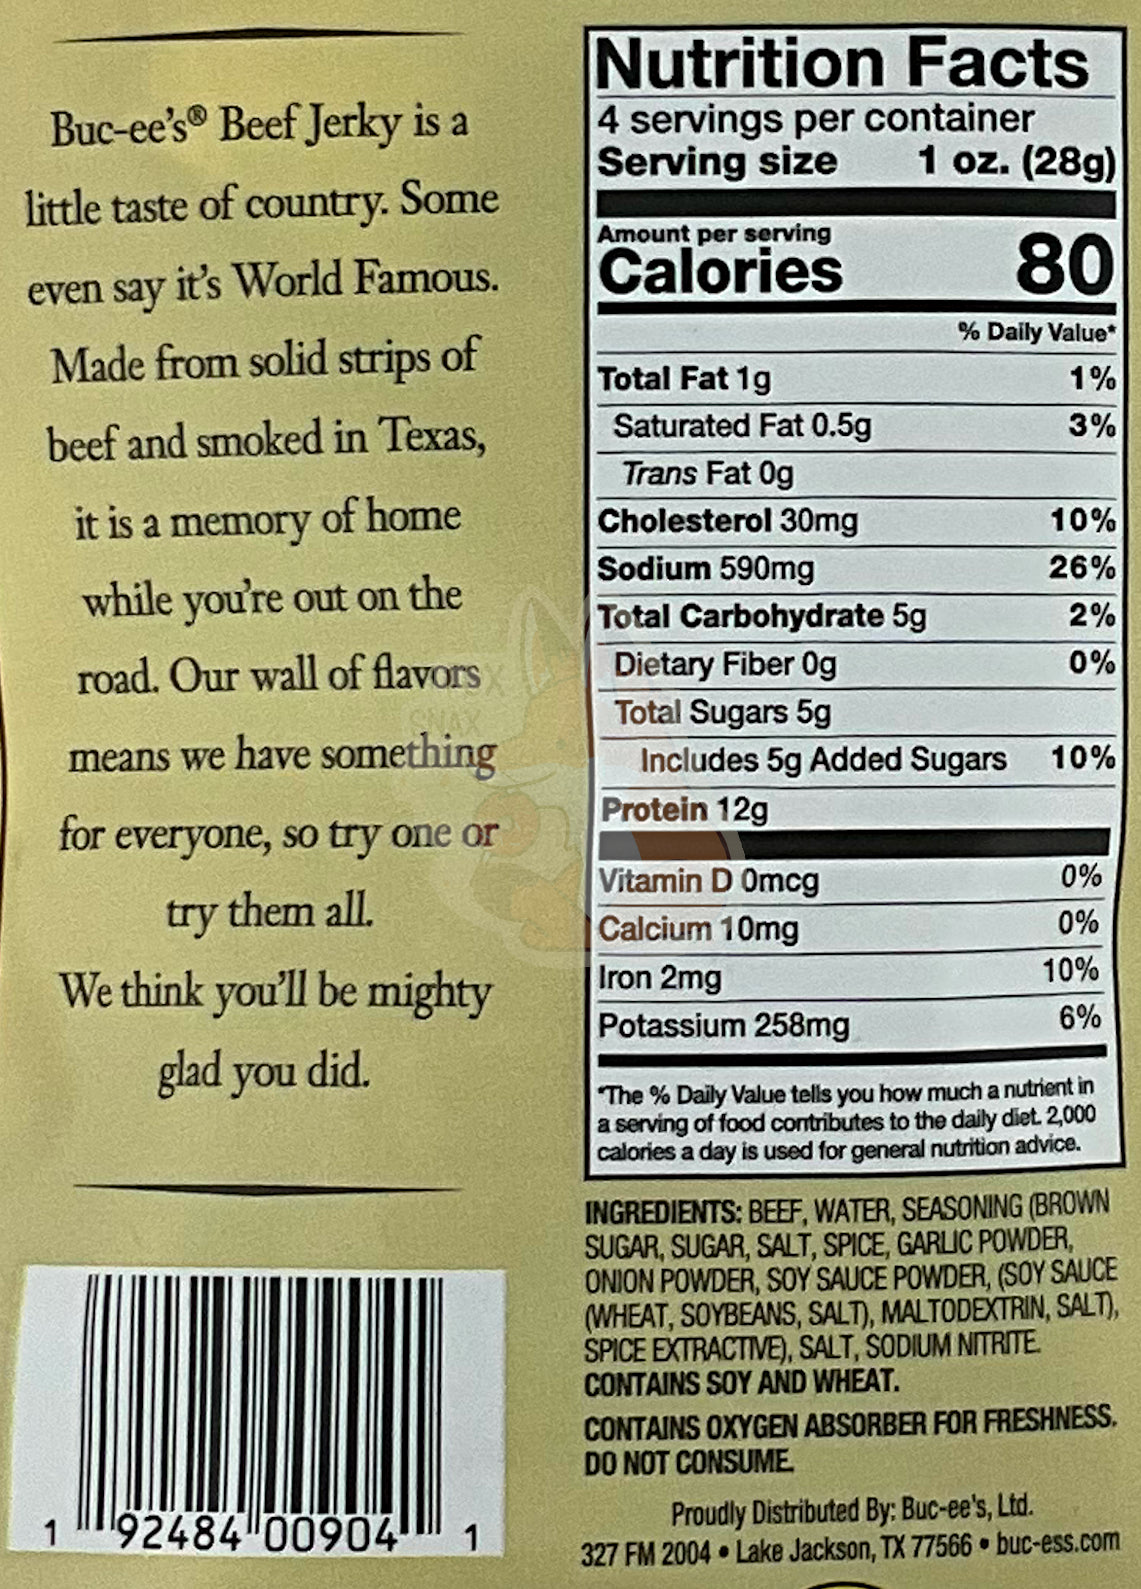 Buc-ee's® Beef Jerky is a
little taste of country. Some
even say it's World Famous.
Made from solid strips of
beef and smoked in Texas,
it is a memory of home
while you're out on the
road. Our wall of flavors
means we have something
for everyone, so try one or
try them all.
We think you'll be mighty
glad you did.
SNAX
1 92484 00904 1
Nutrition Facts
4 servings per container
Serving size 1 oz. (28g)
Amount per serving
Calories 80
% Daily Value*
Total Fat 1g 1%
Saturated Fat 0.5g 3%
Trans Fat 0g
Cholesterol 30mg 10%
Sodium 590mg 26%
Total Carbohydrate 5g 2%
Dietary Fiber 0g 0%
Total Sugars 5g
Includes 5g Added Sugars 10%
Protein 12g
Vitamin D 0mcg 0%
Calcium 10mg 0%
Iron 2mg 10%
Potassium 258mg 6%
*The % Daily Value tells you how much a nutrient in
a serving of food contributes to the daily diet. 2,000
calories a day is used for general nutrition advice.
INGREDIENTS: BEEF, WATER, SEASONING (BROWN
SUGAR, SUGAR, SALT, SPICE, GARLIC POWDER,
ONION POWDER, SOY SAUCE POWDER, (SOY SAUCE
(WHEAT, SOYBEANS, SALT), MALTODEXTRIN, SALT),
SPICE EXTRACTIVE), SALT, SODIUM NITRITE.
CONTAINS SOY AND WHEAT.
CONTAINS OXYGEN ABSORBER FOR FRESHNESS.
DO NOT CONSUME.
Proudly Distributed By: Buc-ee's, Ltd.
327 FM 2004 • Lake Jackson, TX 77566 • buc-ess.com